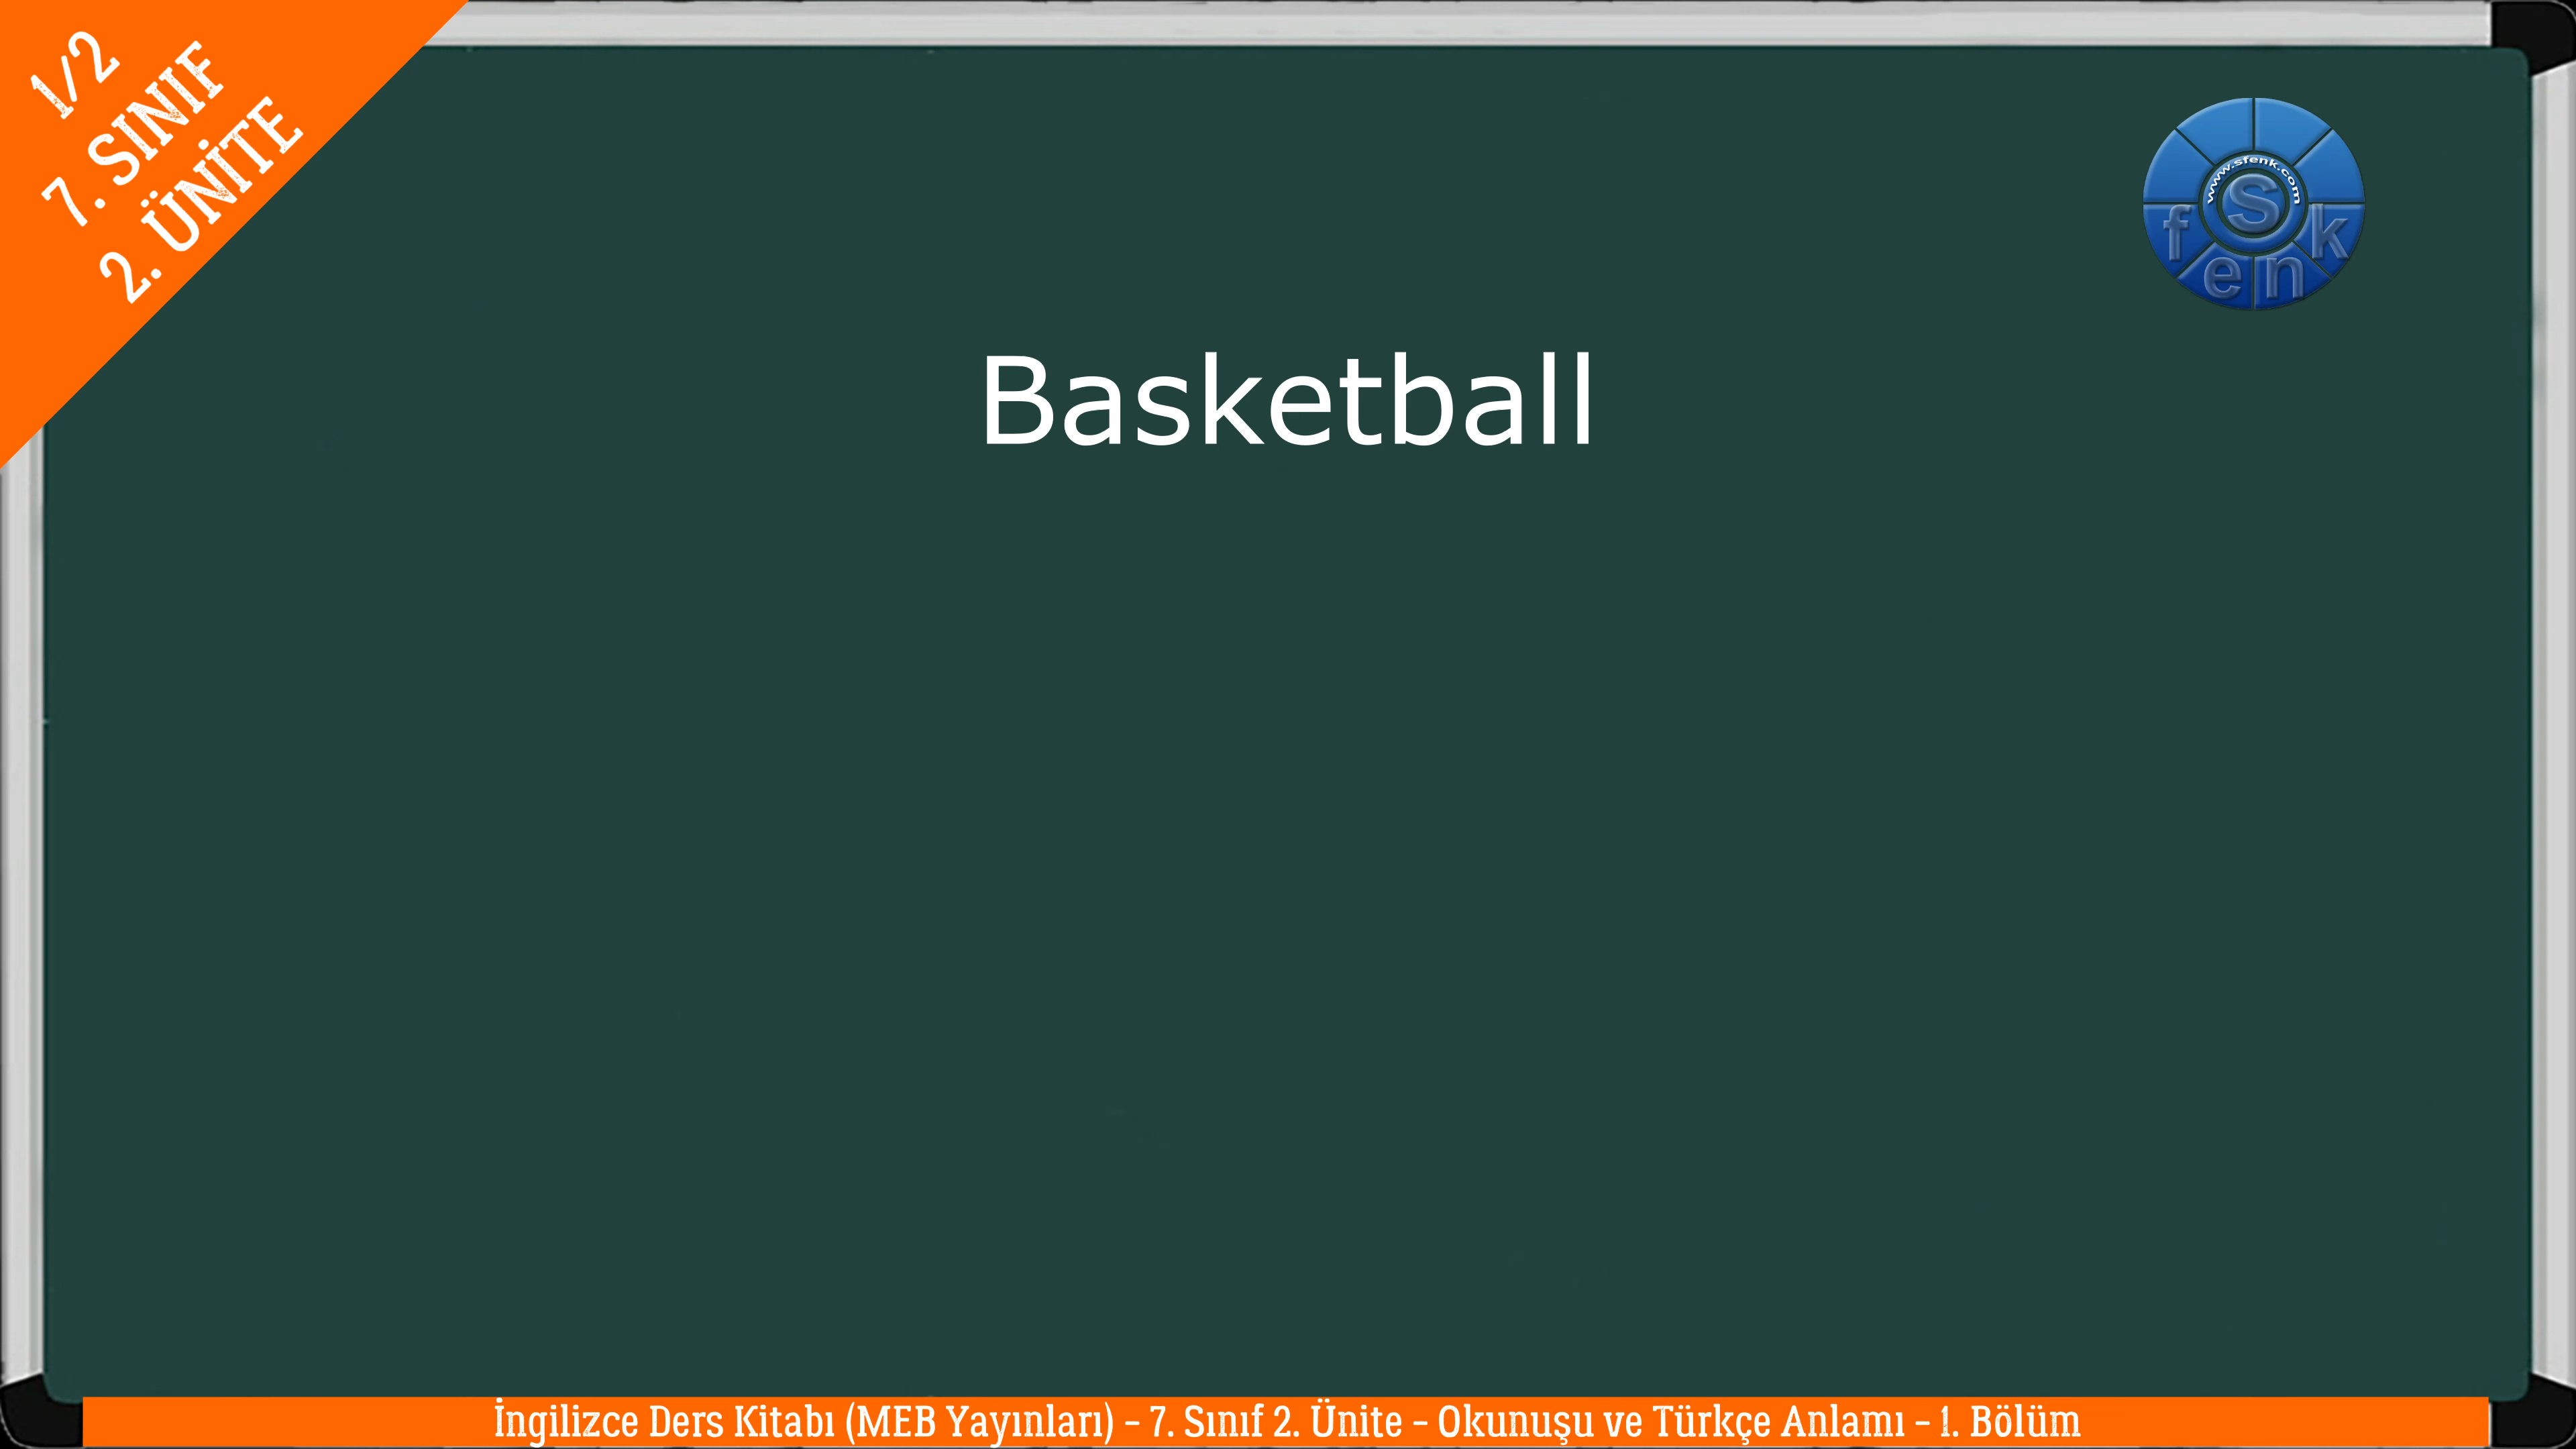 1/2
7. SINIF
2. ÜNİTE
www.sfenk.com
S
f e n k
Basketball
İngilizce Ders Kitabı (MEB Yayınları) – 7. Sınıf 2. Ünite – Okunuşu ve Türkçe Anlamı – 1. Bölüm